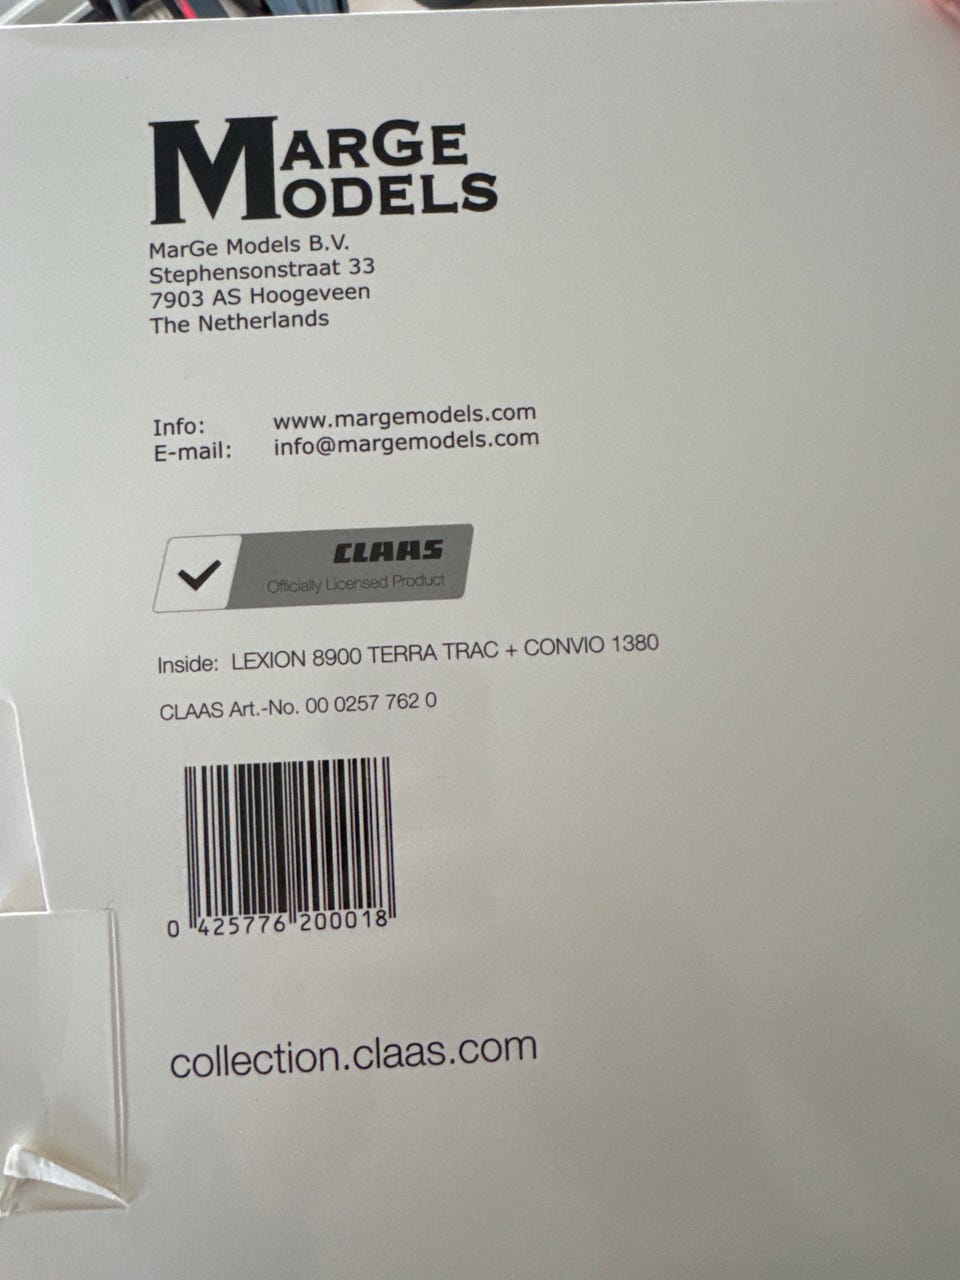 MARGE
MODELS
MarGe Models B.V.
Stephensonstraat 33
7903 AS Hoogeveen
The Netherlands
Info: www.margemodels.com
E-mail: info@margemodels.com
CLAAS
Officially Licensed Product
Inside: LEXION 8900 TERRA TRAC + CONVIO 1380
CLAAS Art.-No. 00 0257 762 0
0 425776 200018
collection.claas.com